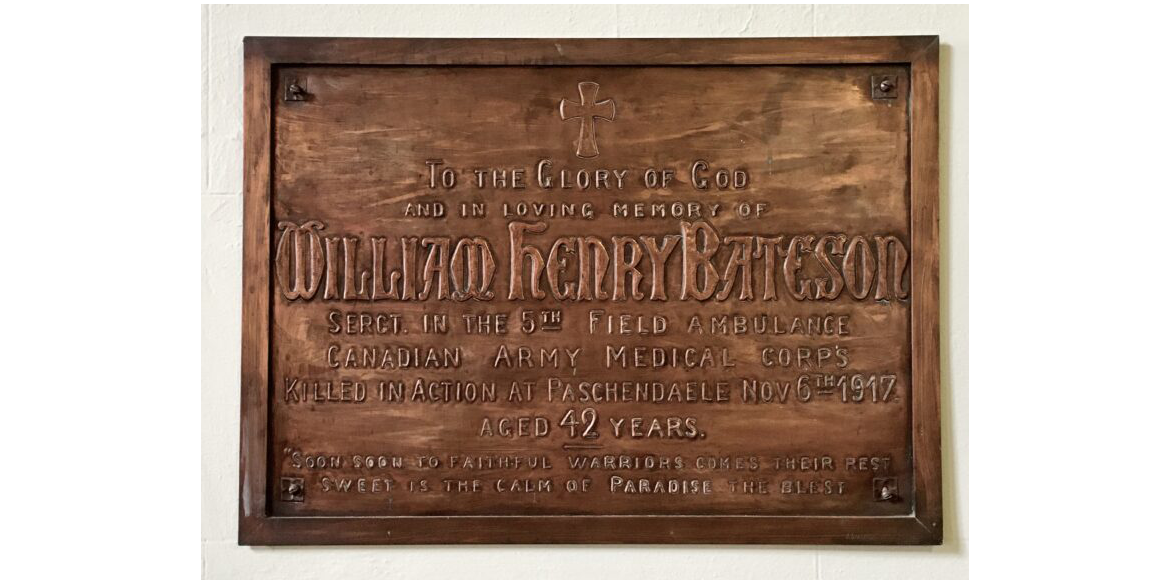 To the Glory of God
and in loving memory of
William Henry Bateson
Sergt. in the 5TH Field Ambulance
Canadian Army Medical Corps
Killed in Action at Paschendaele Nov 6TH 1917.
Aged 42 years.
"Soon soon to faithful warriors comes their rest
Sweet is the calm of Paradise the blest